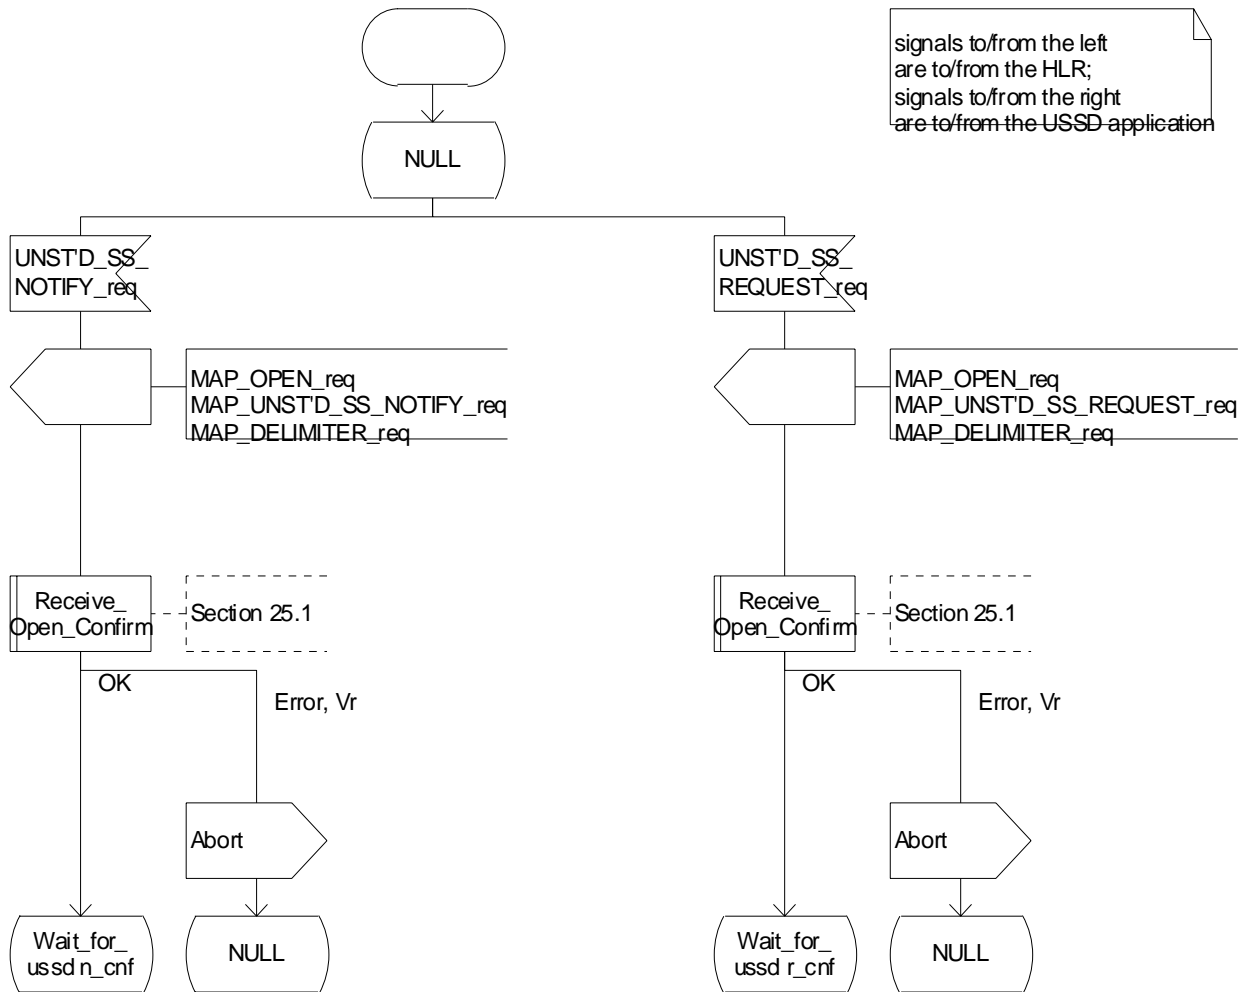 signals to/from the left
are to/from the HLR;
signals to/from the right
are to/from the USSD application
NULL
UNST'D_SS_
NOTIFY_req
UNST'D_SS_
REQUEST_req
MAP_OPEN_req
MAP_UNST'D_SS_NOTIFY_req
MAP_DELIMITER_req
MAP_OPEN_req
MAP_UNST'D_SS_REQUEST_req
MAP_DELIMITER_req
Receive_
Open_Confirm
Section 25.1
Receive_
Open_Confirm
Section 25.1
OK
Error, Vr
OK
Error, Vr
Abort
Abort
Wait_for_
ussd n_cnf
NULL
Wait_for_
ussd r_cnf
NULL